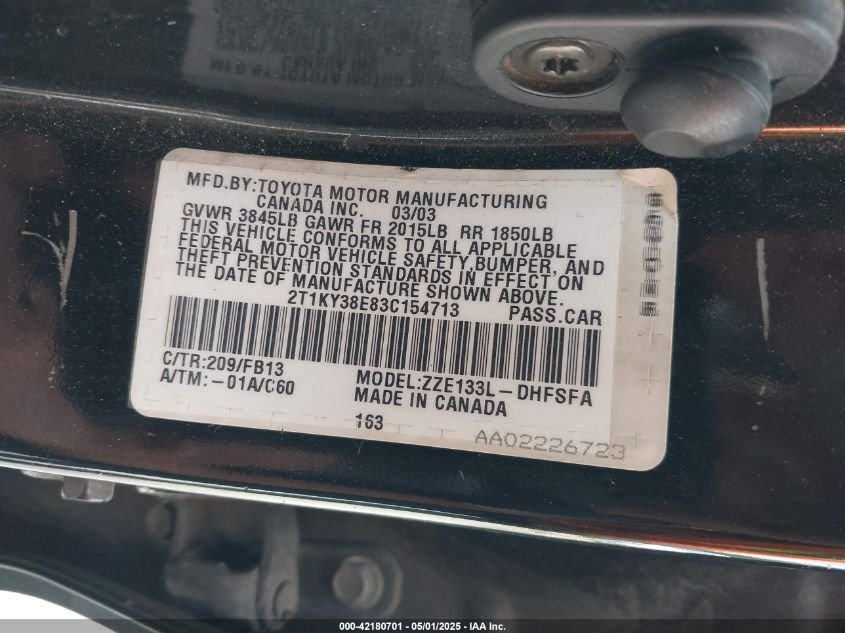 MFD.BY:TOYOTA MOTOR MANUFACTURING
CANADA INC. 03/03
GVWR 3845LB GAWR FR 2015LB RR 1850LB
THIS VEHICLE CONFORMS TO ALL APPLICABLE
FEDERAL MOTOR VEHICLE SAFETY,BUMPER, AND
THEFT PREVENTION STANDARDS IN EFFECT ON
THE DATE OF MANUFACTURE SHOWN ABOVE.
2T1KY38E83C154713 PASS.CAR
C/TR:209/FB13
A/TM:-01A/C60
MODEL:ZZE133L-DHFSFA
MADE IN CANADA
163
AA02226723
000-42180701 - 05/01/2025 - IAA Inc.